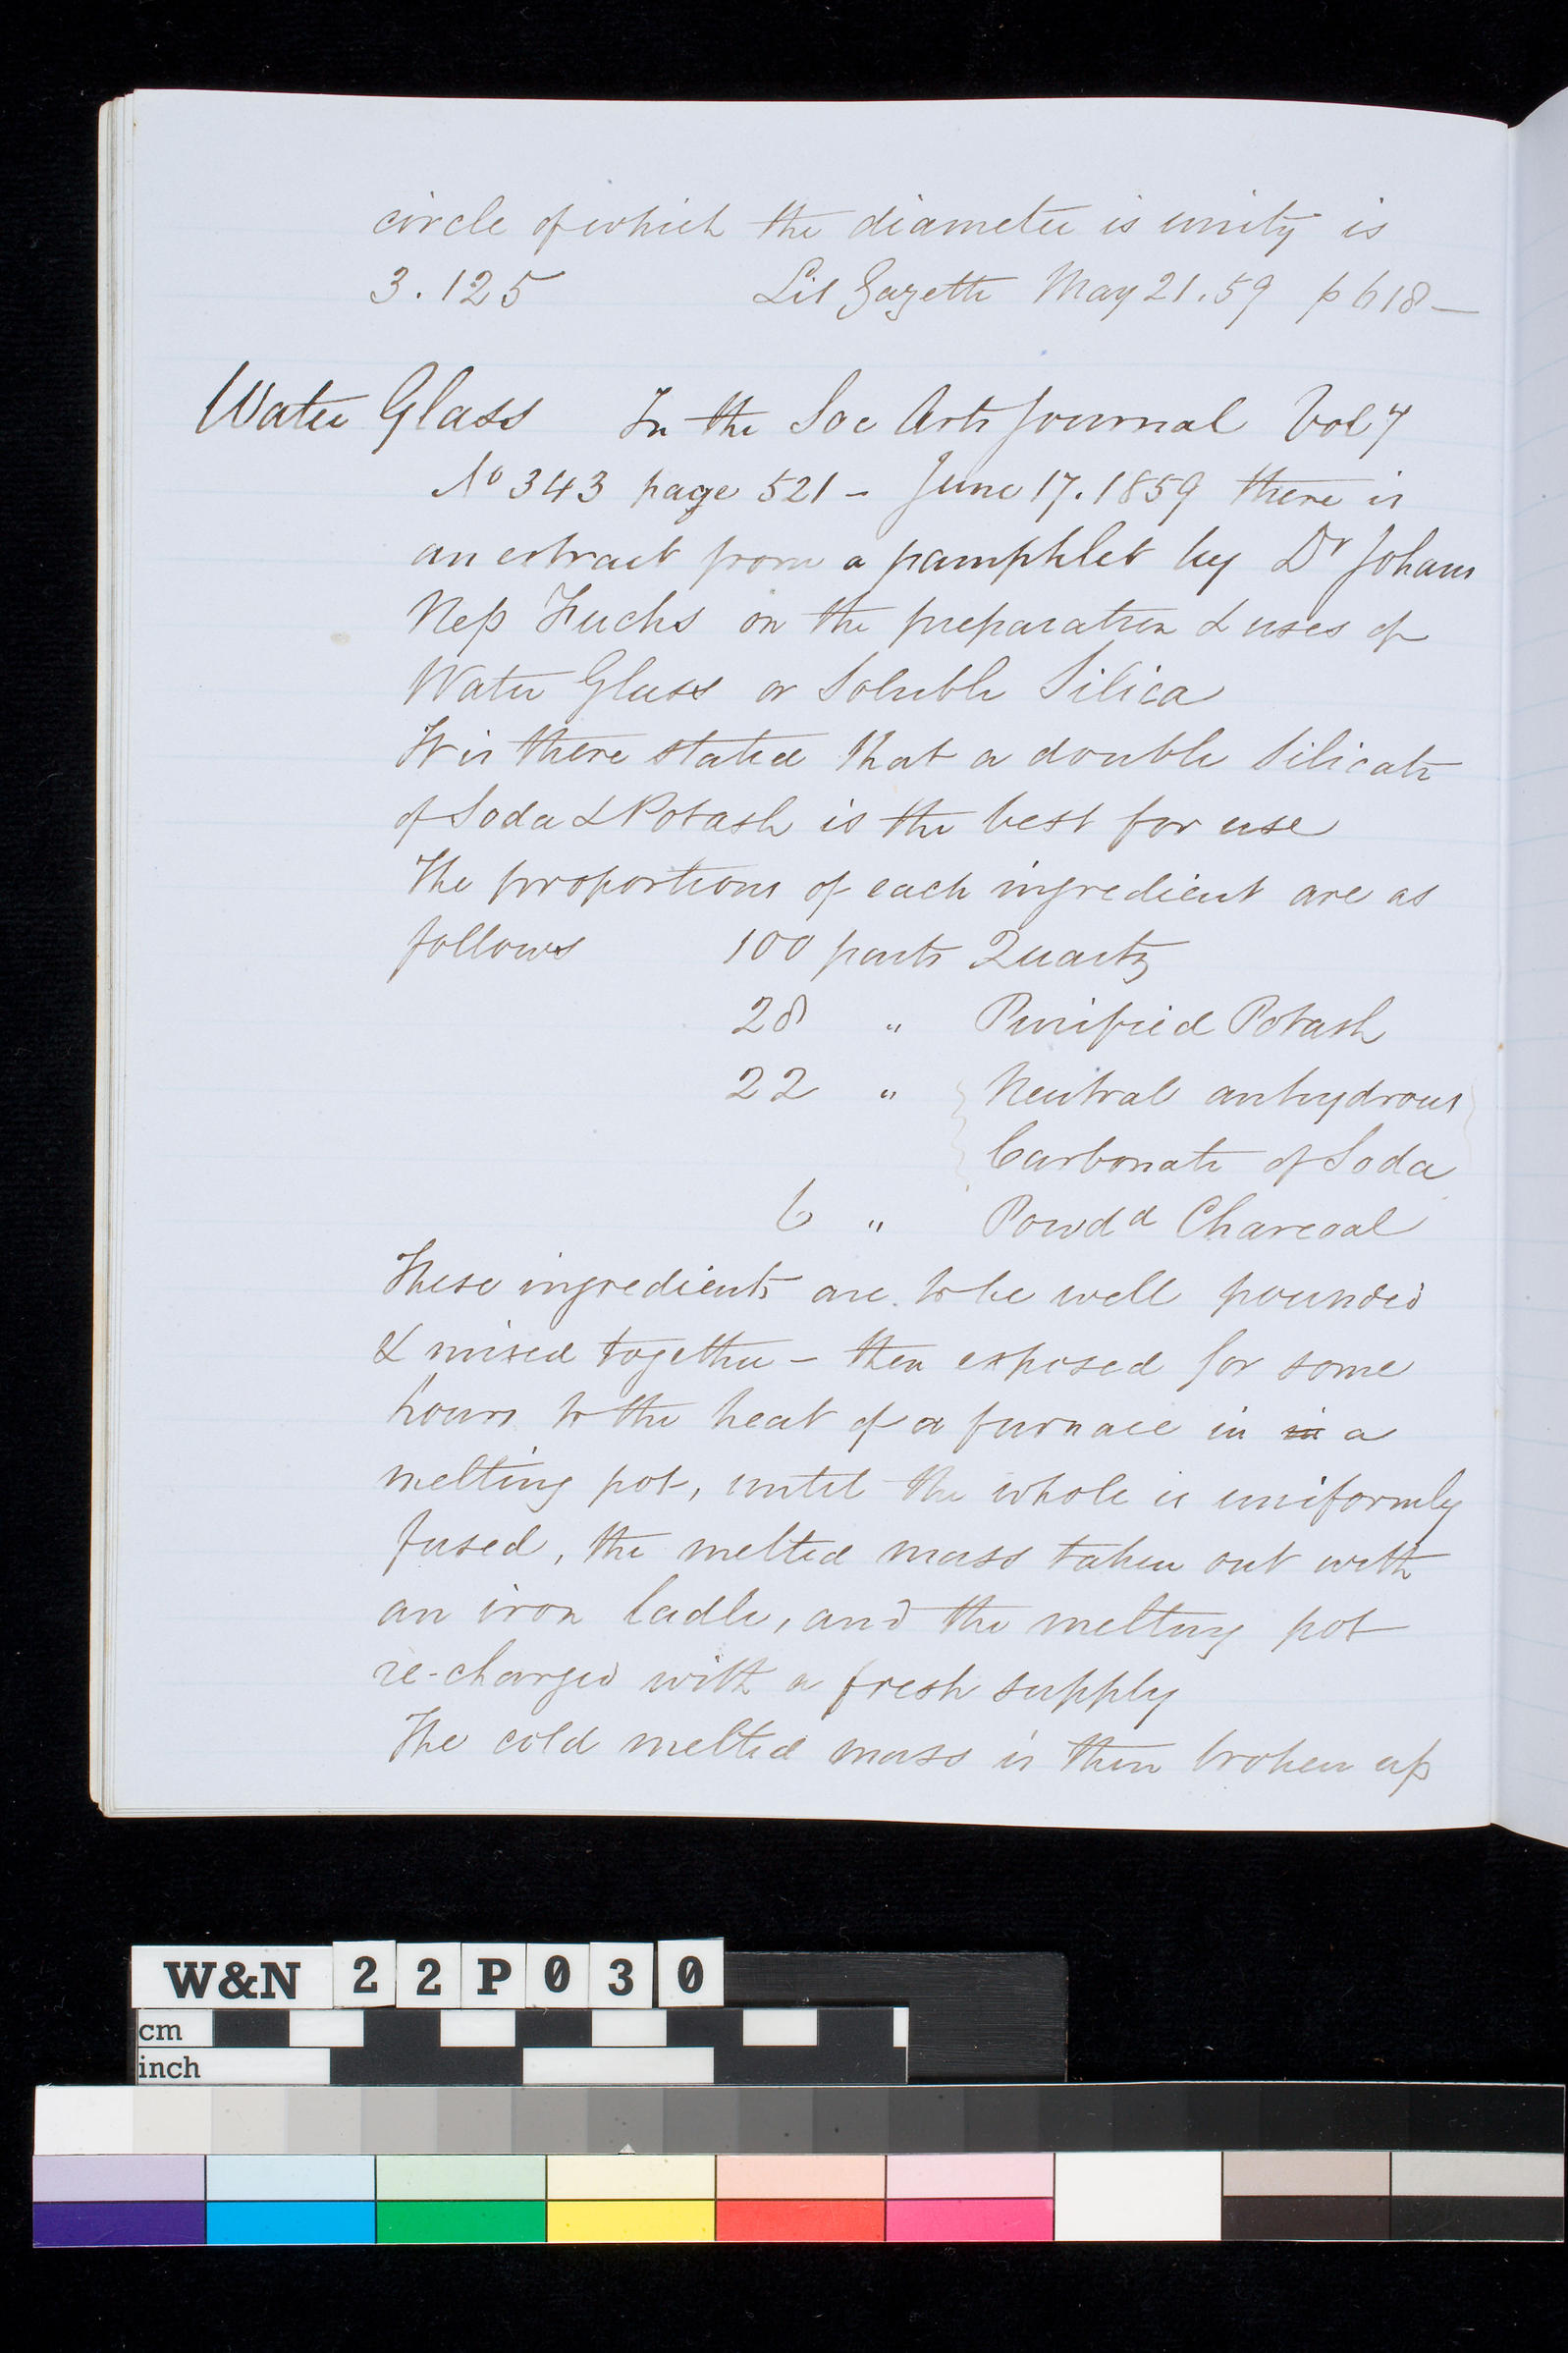 circle of which the diameter is unity is
3.125 Lit Gazette May 21.59 p 618 —
Water Glass In the Soc Arts Journal Vol 7
No 343 page 521 – June 17. 1859 there is
an extract from a pamphlet by Dr Johann
Nep Fuchs on the preparation & uses of
Water Glass or Soluble Silica
It is there stated that a double Silicate
of Soda & Potash is the best for use
The proportions of each ingredient are as
follows 100 parts Quartz
28 " Purified Potash
22 " Neutral anhydrous
Carbonate of Soda
6 " Powdd Charcoal
These ingredients are to be well pounded
& mixed together – then exposed for some
hours to the heat of a furnace in in a
melting pot, until the whole is uniformly
fused, the melted mass taken out with
an iron ladle, and the melting pot
re-charged with a fresh supply
The cold melted mass is then broken up
W&N 22P030
cm
inch